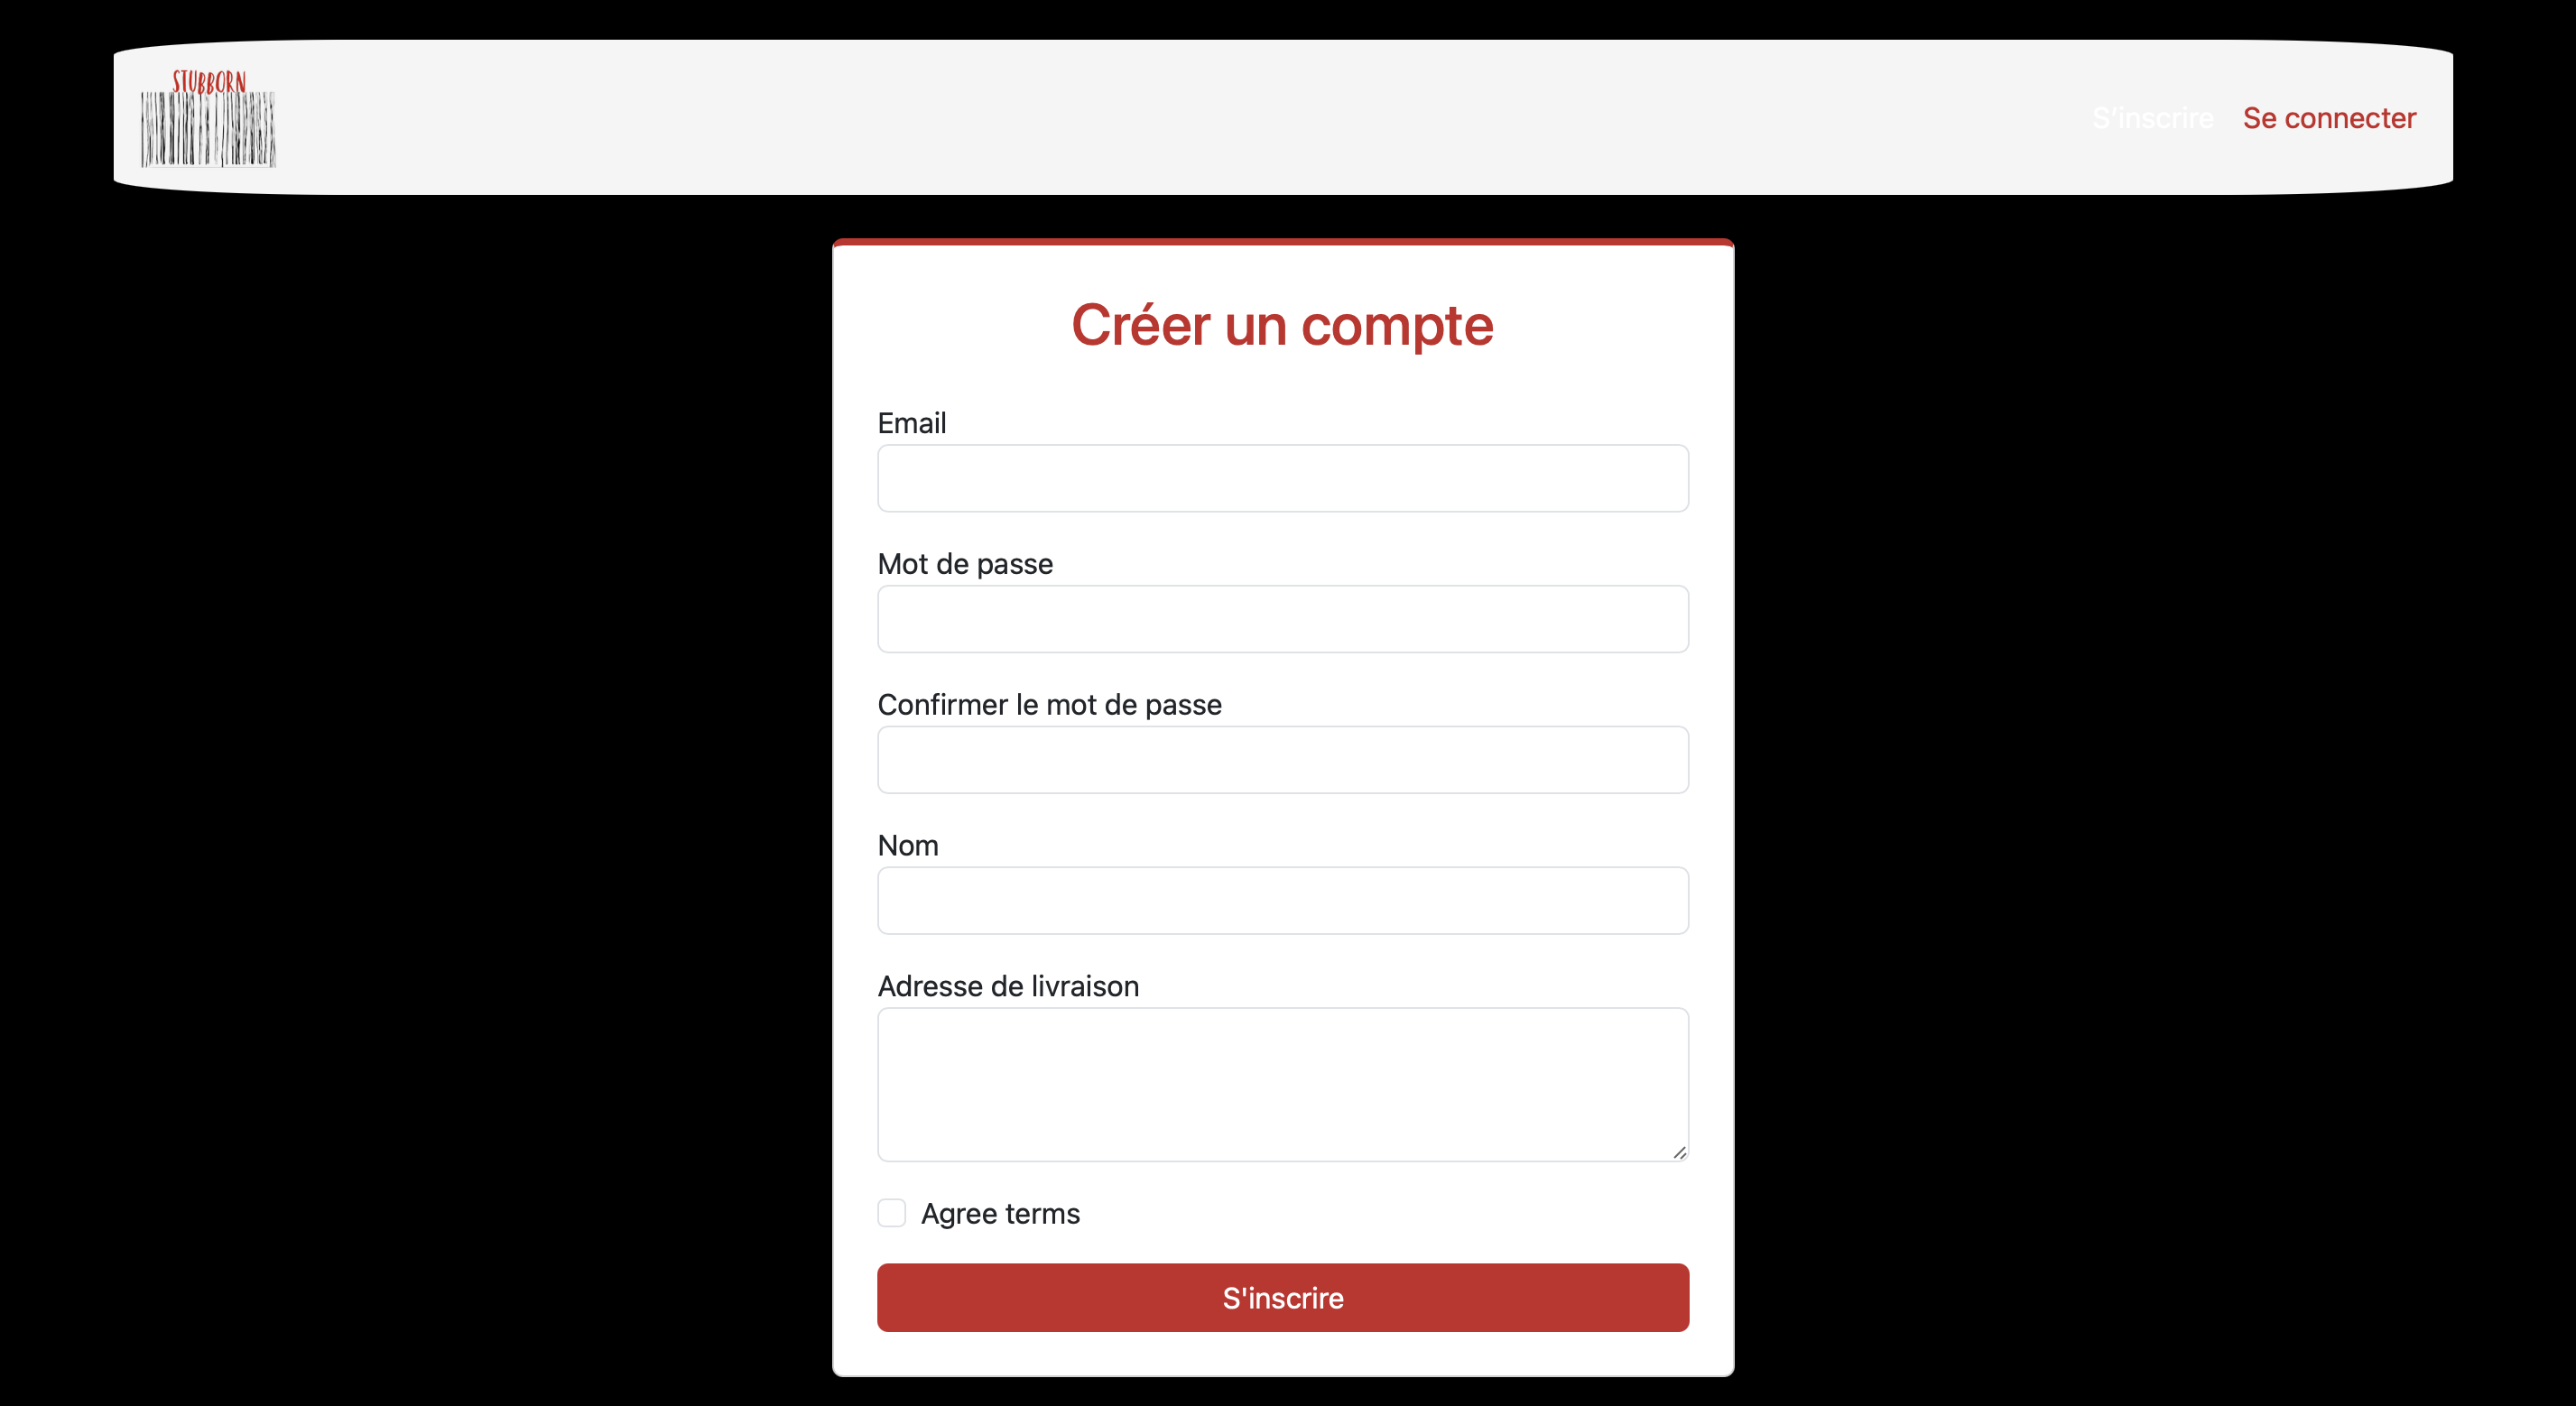 STUBBORN
S'inscrire Se connecter
Créer un compte
Email
Mot de passe
Confirmer le mot de passe
Nom
Adresse de livraison
Agree terms
S'inscrire